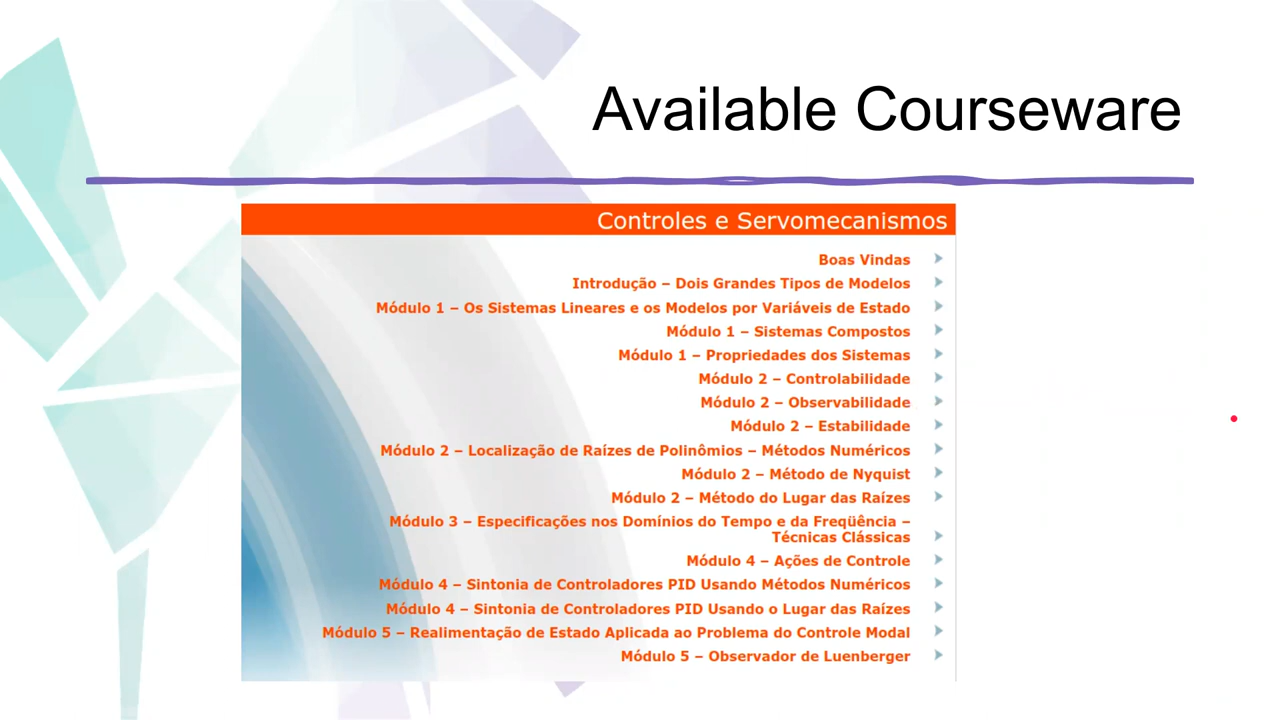 Available Courseware
Controles e Servomecanismos
Boas Vindas
Introdução – Dois Grandes Tipos de Modelos
Módulo 1 – Os Sistemas Lineares e os Modelos por Variáveis de Estado
Módulo 1 – Sistemas Compostos
Módulo 1 – Propriedades dos Sistemas
Módulo 2 – Controlabilidade
Módulo 2 – Observabilidade
Módulo 2 – Estabilidade
Módulo 2 – Localização de Raízes de Polinômios – Métodos Numéricos
Módulo 2 – Método de Nyquist
Módulo 2 – Método do Lugar das Raízes
Módulo 3 – Especificações nos Domínios do Tempo e da Freqüência –
Técnicas Clássicas
Módulo 4 – Ações de Controle
Módulo 4 – Sintonia de Controladores PID Usando Métodos Numéricos
Módulo 4 – Sintonia de Controladores PID Usando o Lugar das Raízes
Módulo 5 – Realimentação de Estado Aplicada ao Problema do Controle Modal
Módulo 5 – Observador de Luenberger